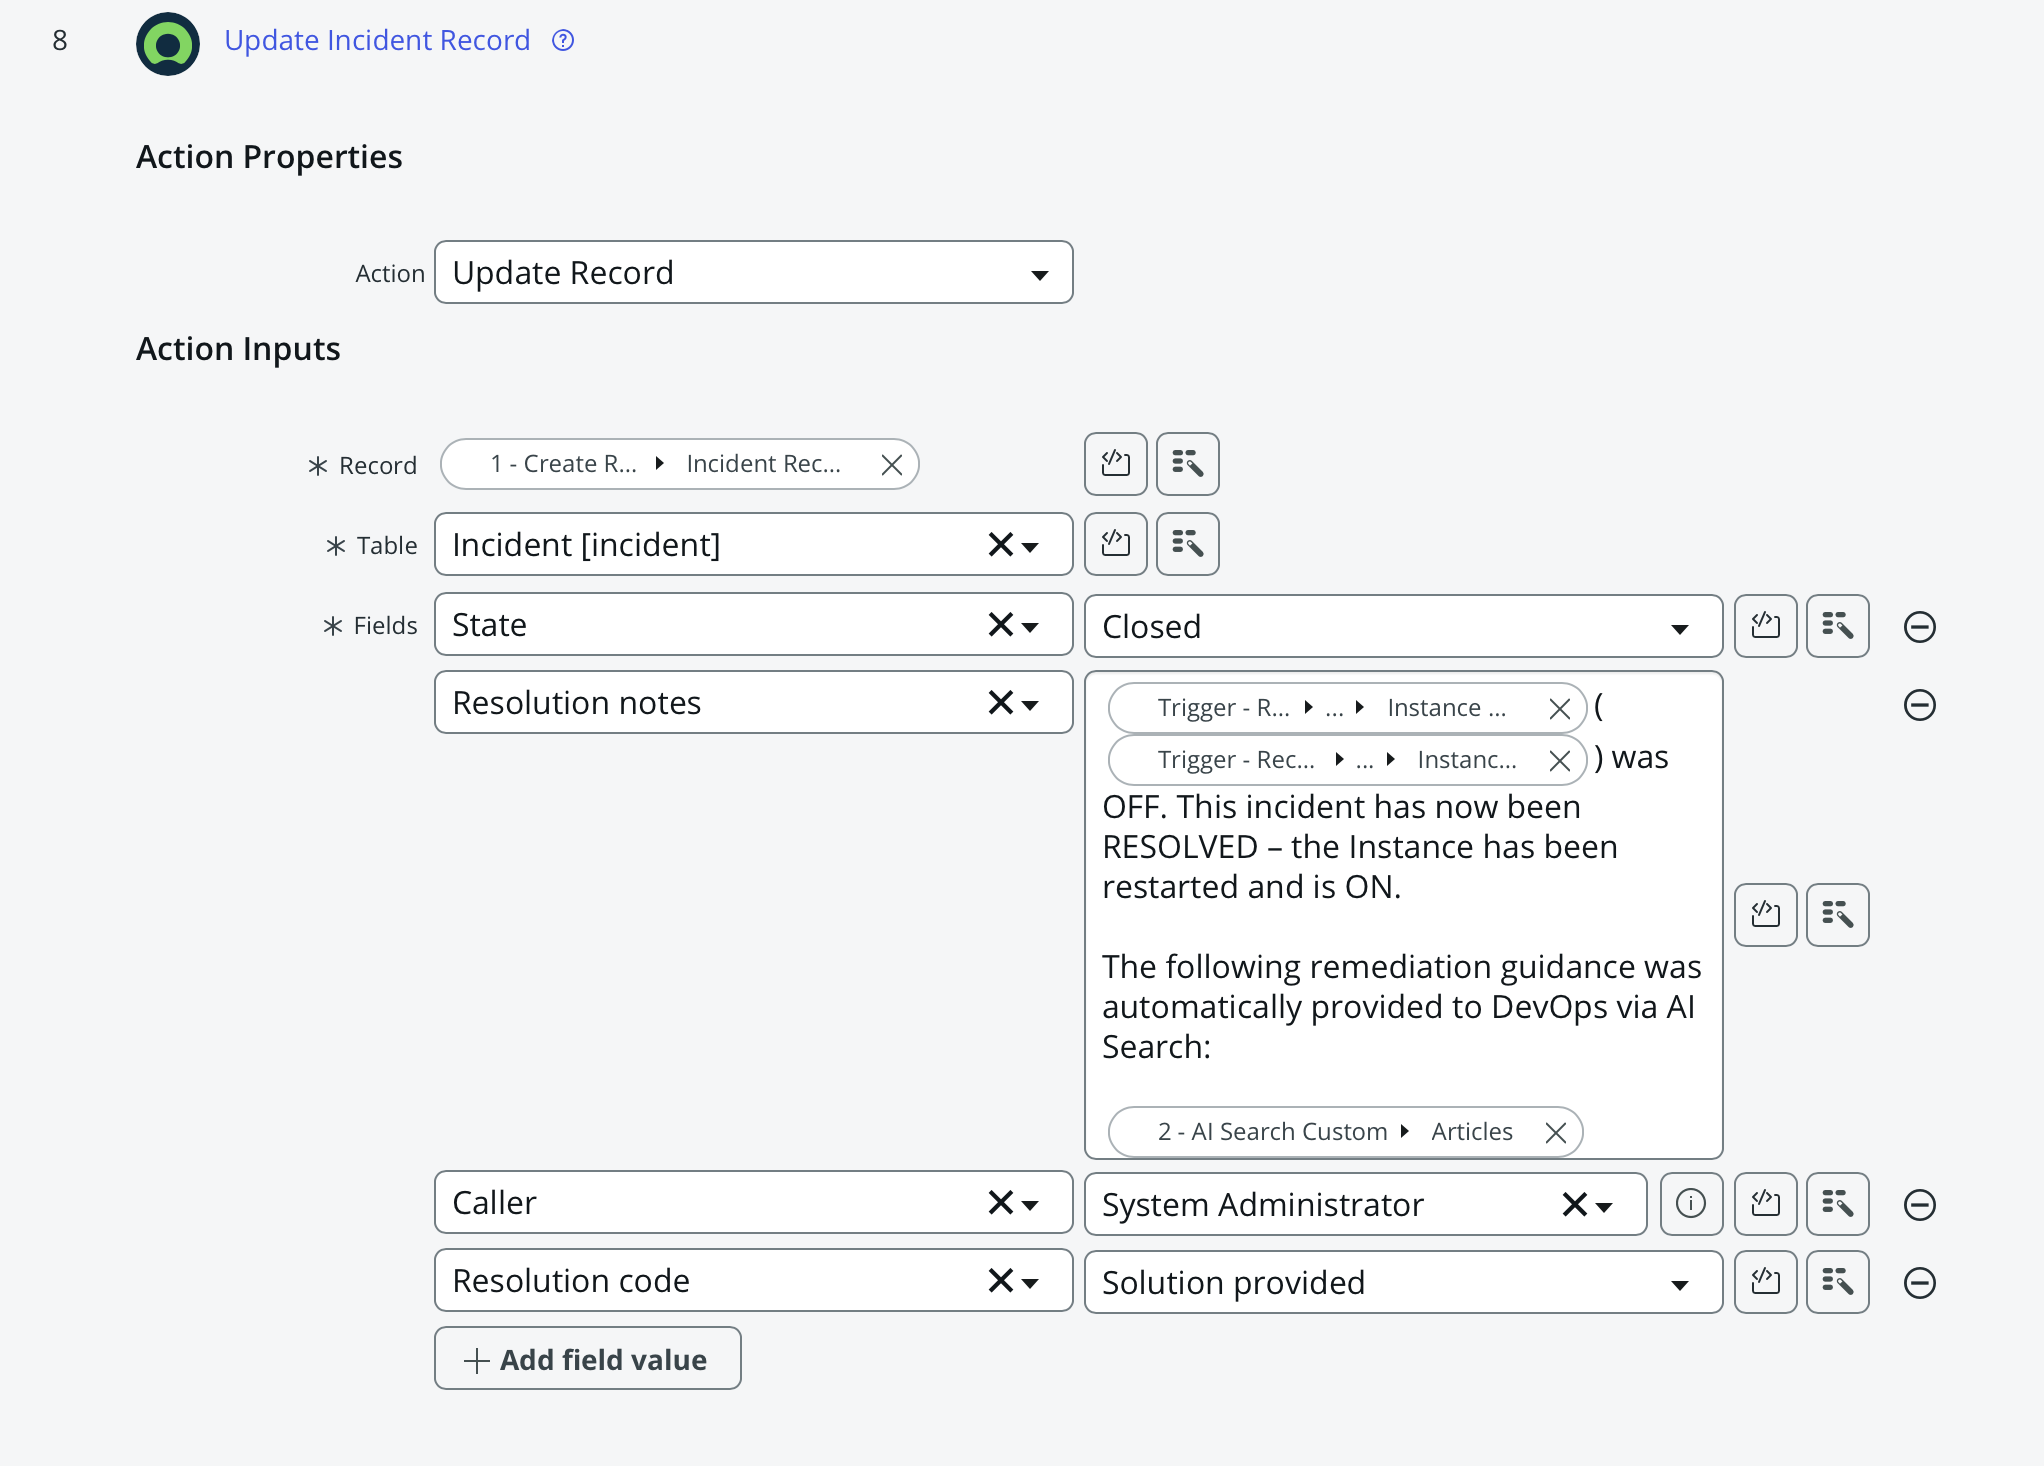 8 Update Incident Record ?
Action Properties
Action Update Record
Action Inputs
* Record 1 - Create R... Incident Rec...
* Table Incident [incident]
* Fields State Closed
Resolution notes Trigger - R... ... Instance ... (
Trigger - Rec... ... Instanc... ) was
OFF. This incident has now been
RESOLVED – the Instance has been
restarted and is ON.
The following remediation guidance was
automatically provided to DevOps via AI
Search:
2 - AI Search Custom Articles
Caller System Administrator
Resolution code Solution provided
+ Add field value